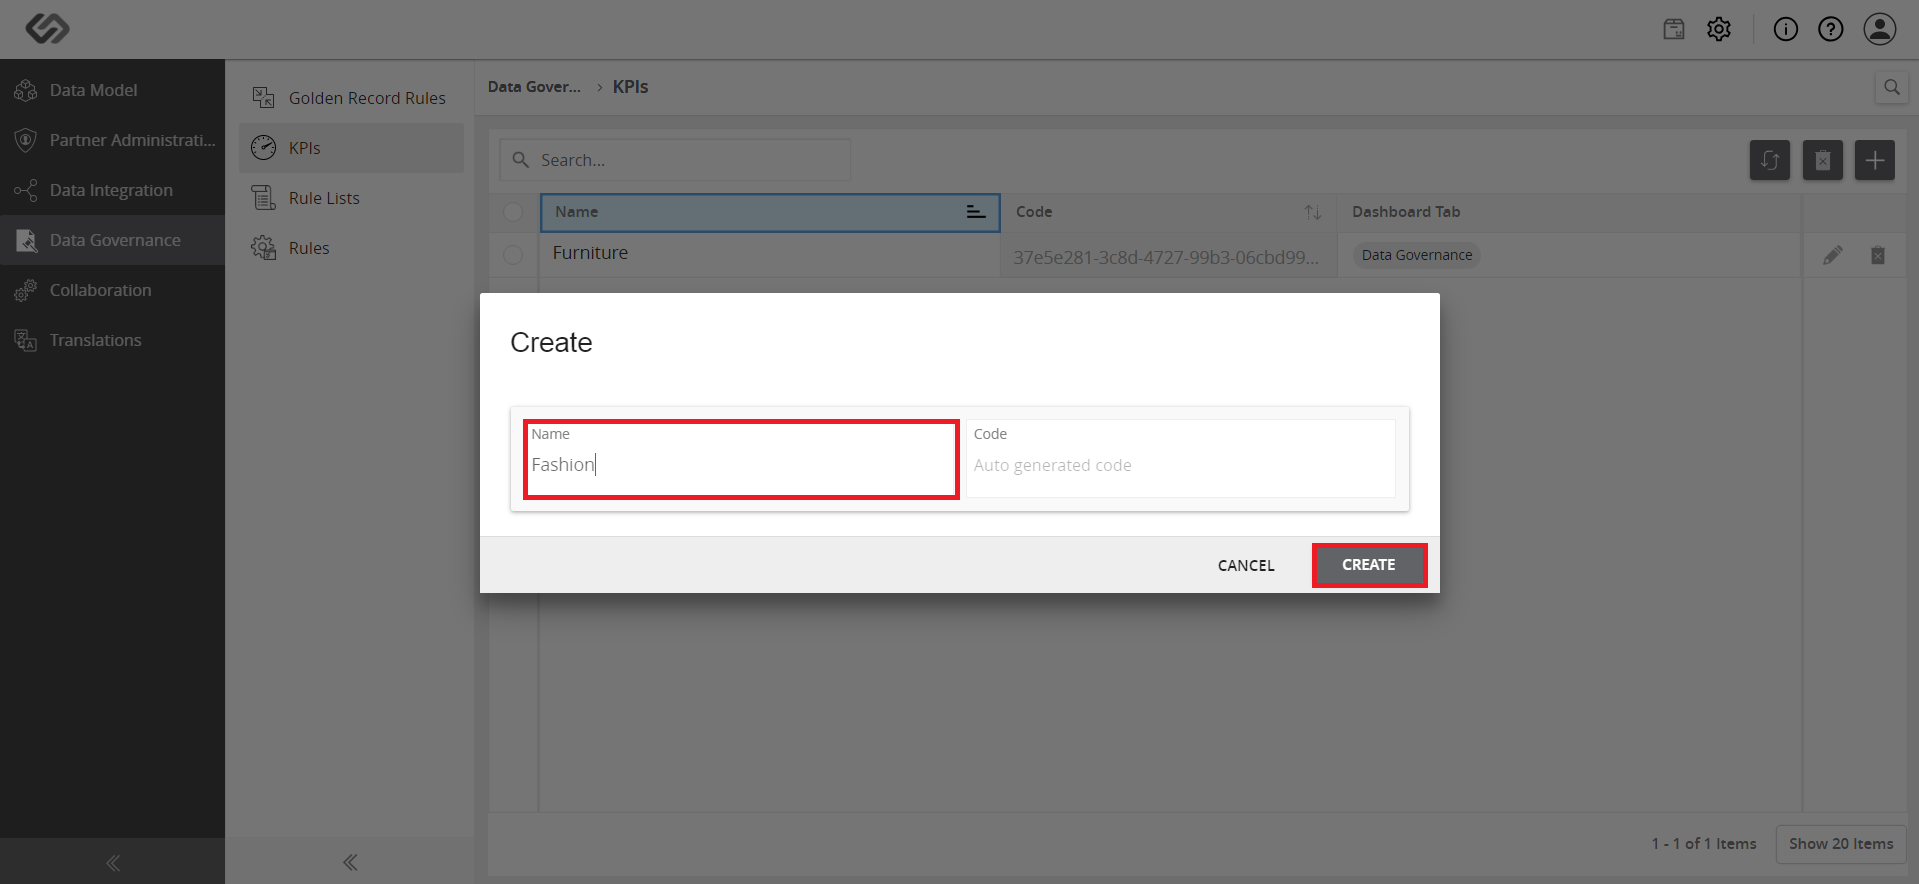 Data Model
Partner Administrati...
Data Integration
Data Governance
Collaboration
Translations
Golden Record Rules
KPIs
Rule Lists
Rules
Data Gover... › KPIs
Search...
Name Code Dashboard Tab
Furniture 37e5e281-3c8d-4727-99b3-06cbd99... Data Governance
Create
Name Code
Fashion Auto generated code
CANCEL CREATE
1 - 1 of 1 Items Show 20 Items